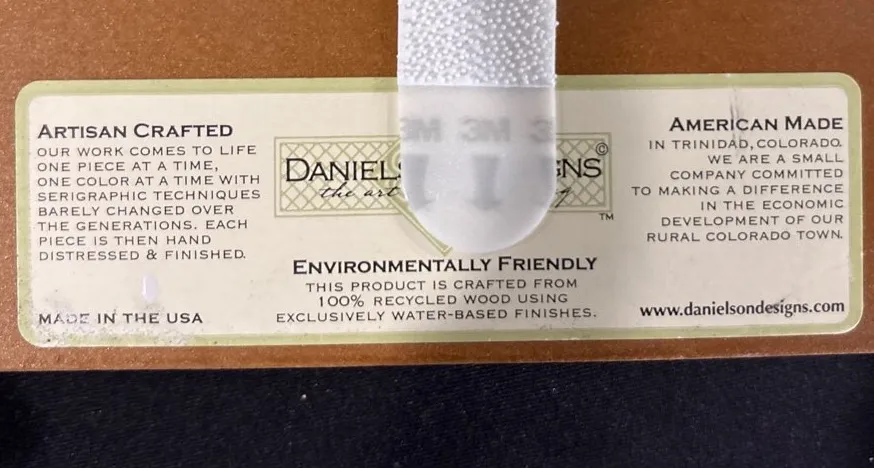 ARTISAN CRAFTED
OUR WORK COMES TO LIFE
ONE PIECE AT A TIME,
ONE COLOR AT A TIME WITH
SERIGRAPHIC TECHNIQUES
BARELY CHANGED OVER
THE GENERATIONS. EACH
PIECE IS THEN HAND
DISTRESSED & FINISHED.
MADE IN THE USA
3M 3M 3
©
DANIELS GNS
the art
™
ENVIRONMENTALLY FRIENDLY
THIS PRODUCT IS CRAFTED FROM
100% RECYCLED WOOD USING
EXCLUSIVELY WATER-BASED FINISHES.
AMERICAN MADE
IN TRINIDAD, COLORADO.
WE ARE A SMALL
COMPANY COMMITTED
TO MAKING A DIFFERENCE
IN THE ECONOMIC
DEVELOPMENT OF OUR
RURAL COLORADO TOWN.
www.danielsondesigns.com